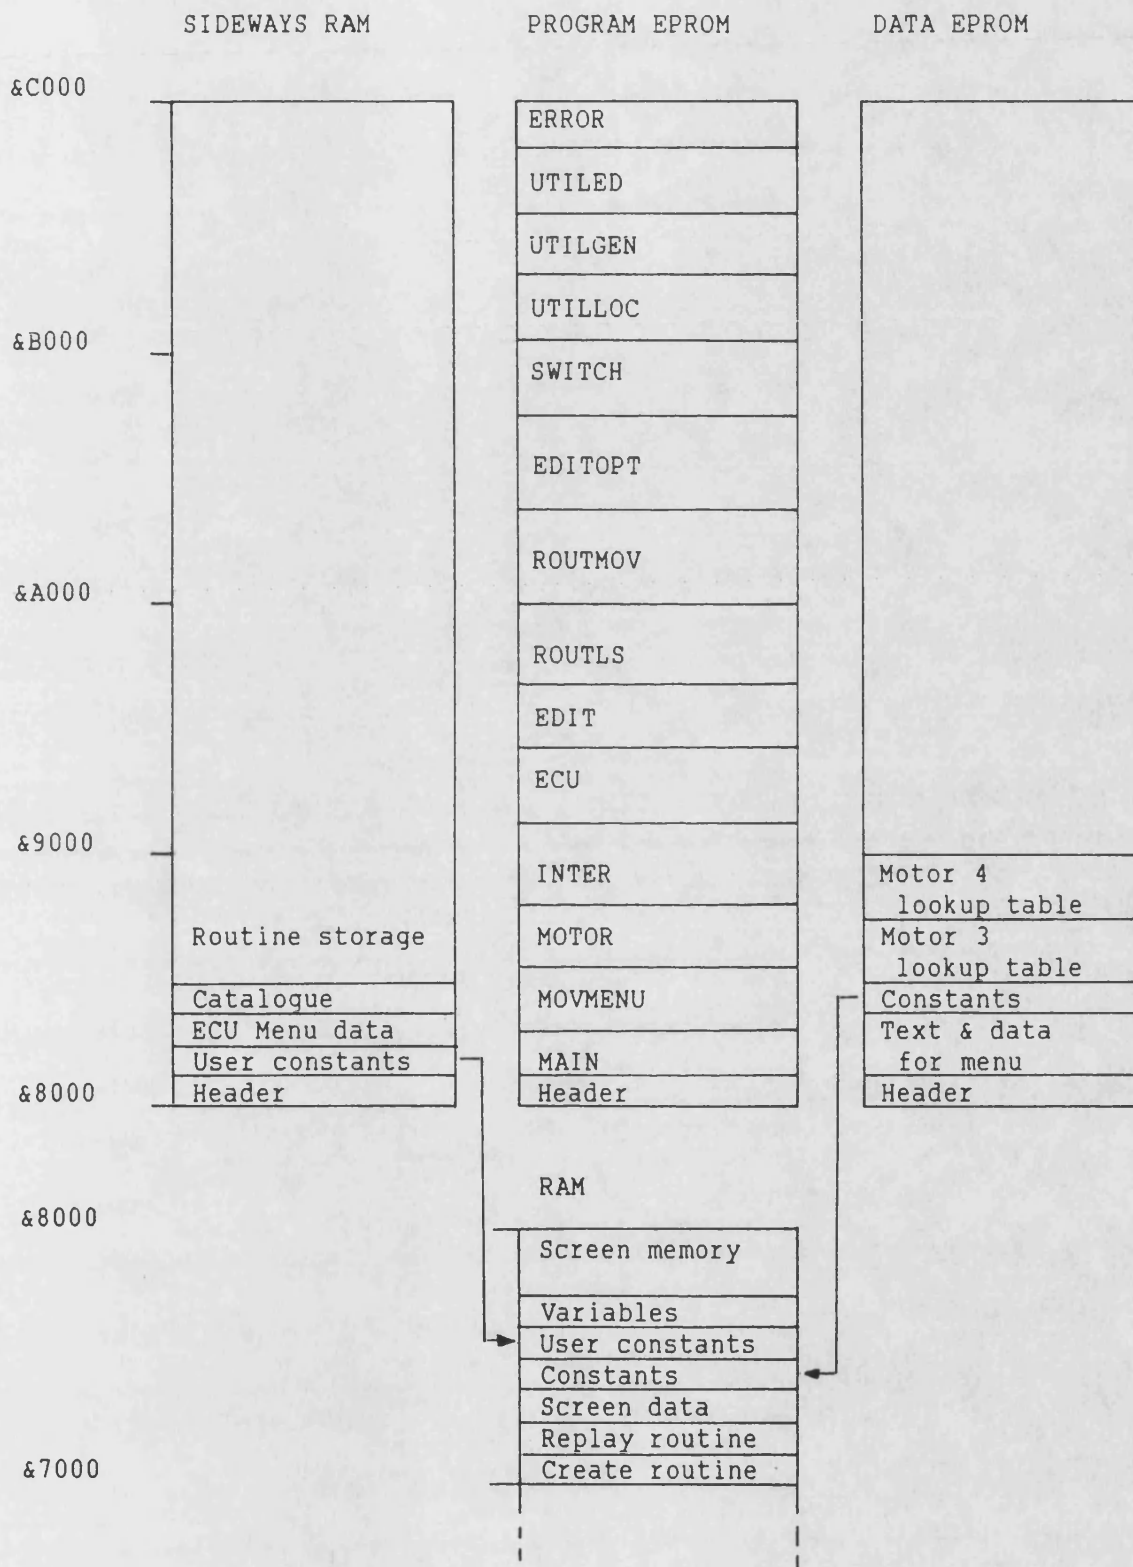 SIDEWAYS RAM
PROGRAM EPROM
DATA EPROM
&C000
&B000
&A000
&9000
&8000
Routine storage
Catalogue
ECU Menu data
User constants
Header
ERROR
UTILED
UTILGEN
UTILLOC
SWITCH
EDITOPT
ROUTMOV
ROUTLS
EDIT
ECU
INTER
MOTOR
MOVMENU
MAIN
Header
Motor 4
lookup table
Motor 3
lookup table
Constants
Text & data
for menu
Header
RAM
&8000
Screen memory
Variables
User constants
Constants
Screen data
Replay routine
Create routine
&7000